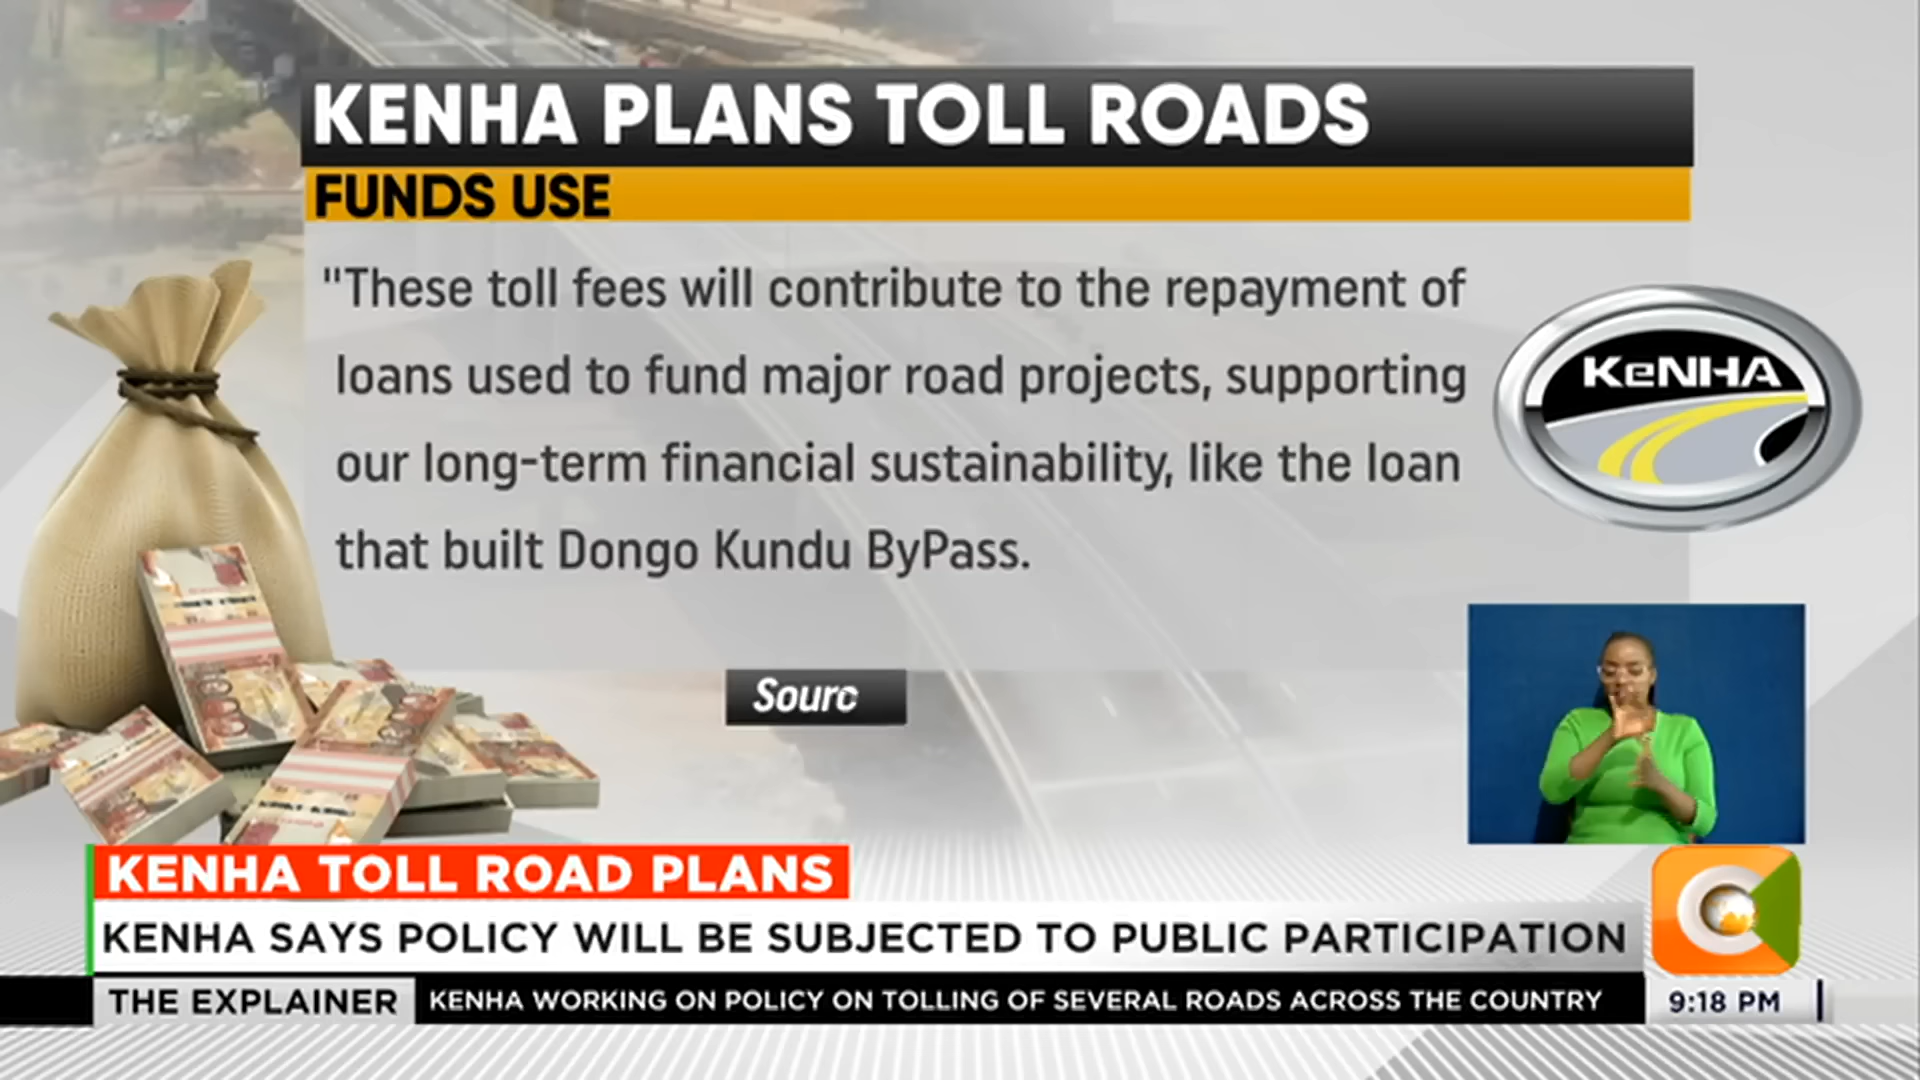 KENHA PLANS TOLL ROADS
FUNDS USE
"These toll fees will contribute to the repayment of
loans used to fund major road projects, supporting
our long-term financial sustainability, like the loan
that built Dongo Kundu ByPass.
KeNHA
Sourc
KENHA TOLL ROAD PLANS
KENHA SAYS POLICY WILL BE SUBJECTED TO PUBLIC PARTICIPATION
THE EXPLAINER
KENHA WORKING ON POLICY ON TOLLING OF SEVERAL ROADS ACROSS THE COUNTRY
9:18 PM